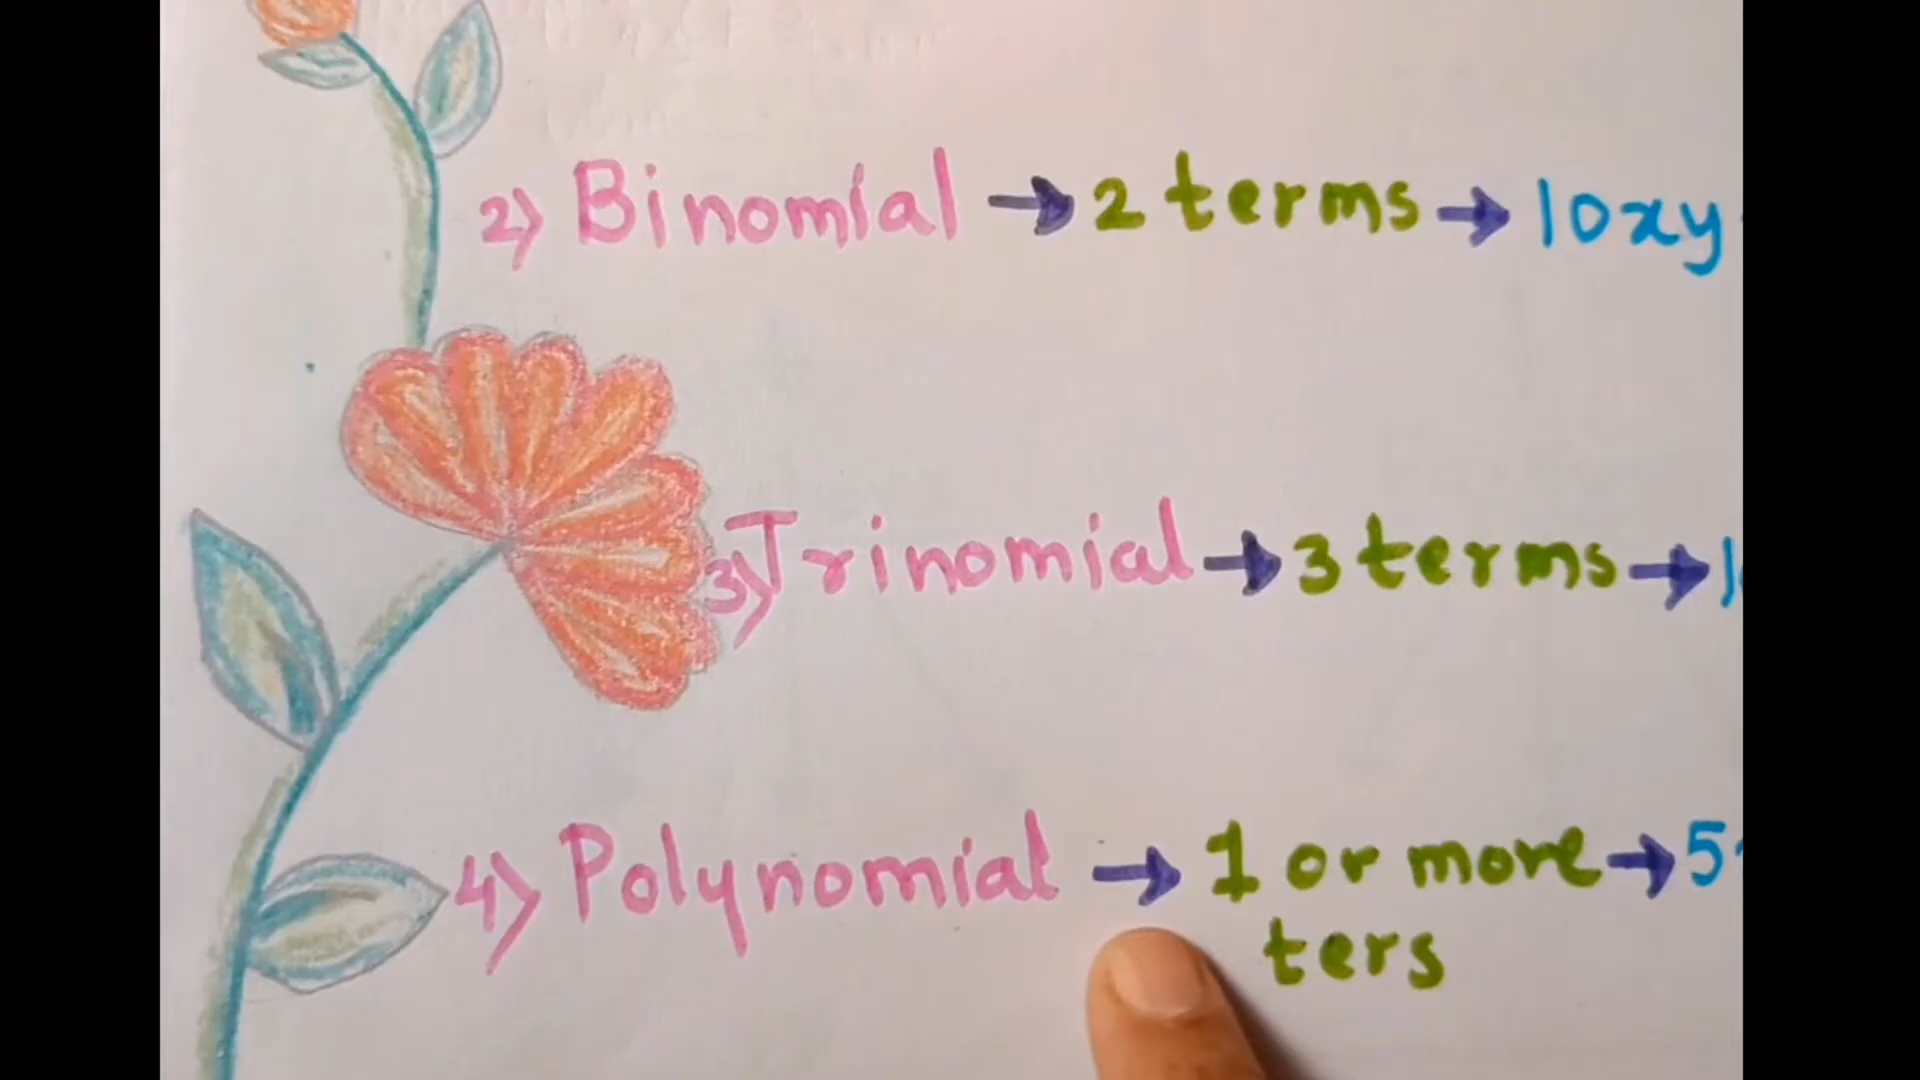 2) Binomial → 2 terms → 10xy
3) Trinomial → 3 terms →
4) Polynomial → 1 or more → 5
ters